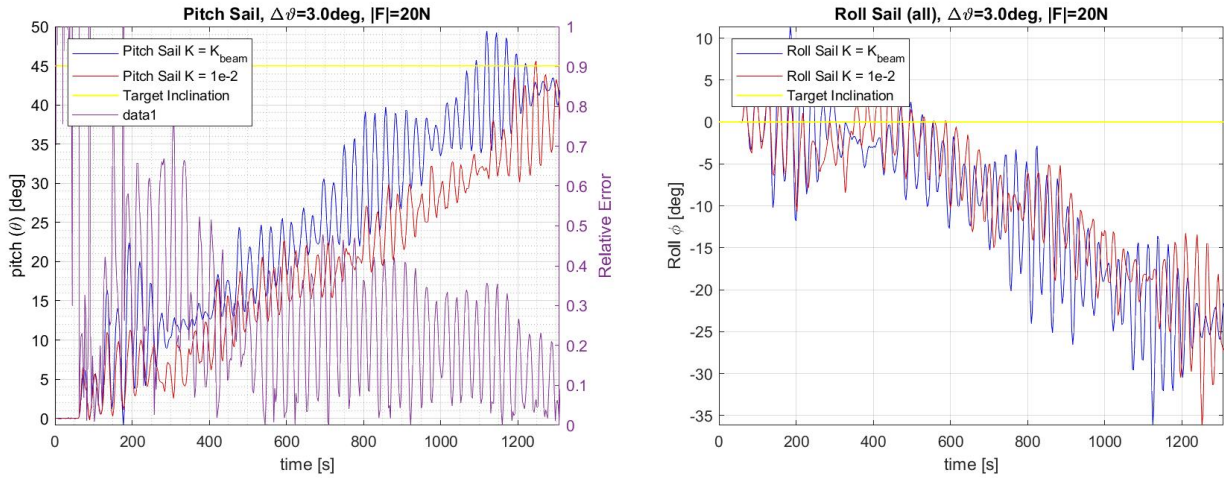 Pitch Sail, Δϑ=3.0deg, |F|=20N
50
45
40
35
30
25
20
15
10
5
0
pitch (θ) [deg]
Pitch Sail K = K_beam
Pitch Sail K = 1e-2
Target Inclination
data1
1
0.9
0.8
0.7
0.6
0.5
0.4
0.3
0.2
0.1
0
Relative Error
0 200 400 600 800 1000 1200
time [s]
Roll Sail (all), Δϑ=3.0deg, |F|=20N
10
5
0
-5
-10
-15
-20
-25
-30
-35
Roll ϕ [deg]
Roll Sail K = K_beam
Roll Sail K = 1e-2
Target Inclination
0 200 400 600 800 1000 1200
time [s]